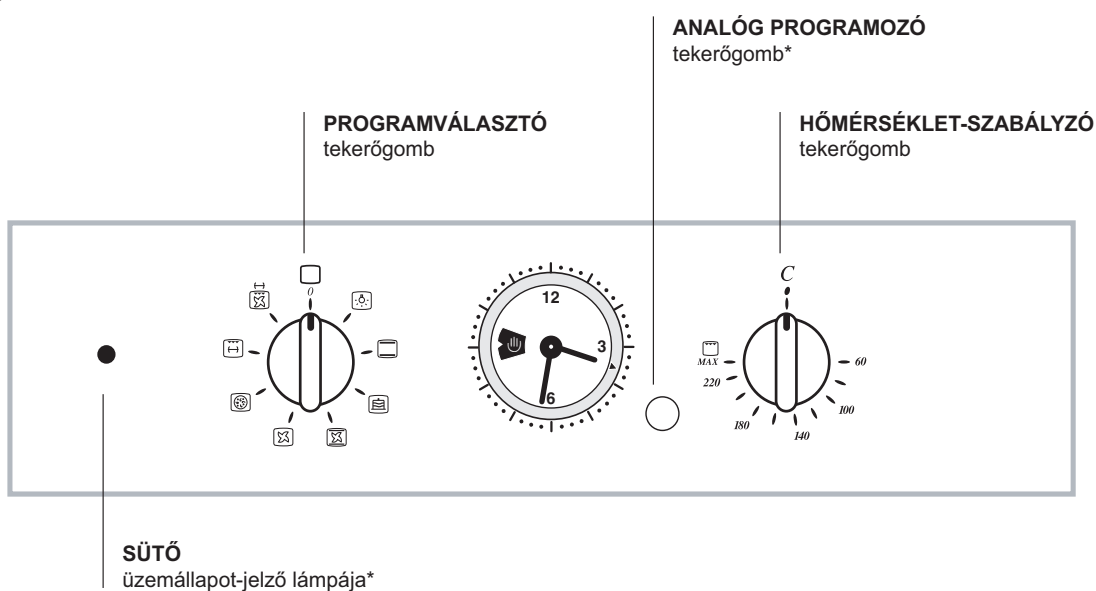 ANALÓG PROGRAMOZÓ
tekerőgomb*
PROGRAMVÁLASZTÓ
tekerőgomb
HŐMÉRSÉKLET-SZABÁLYZÓ
tekerőgomb
0
12
3
6
C
60
100
140
180
220
MAX
SÜTŐ
üzemállapot-jelző lámpája*